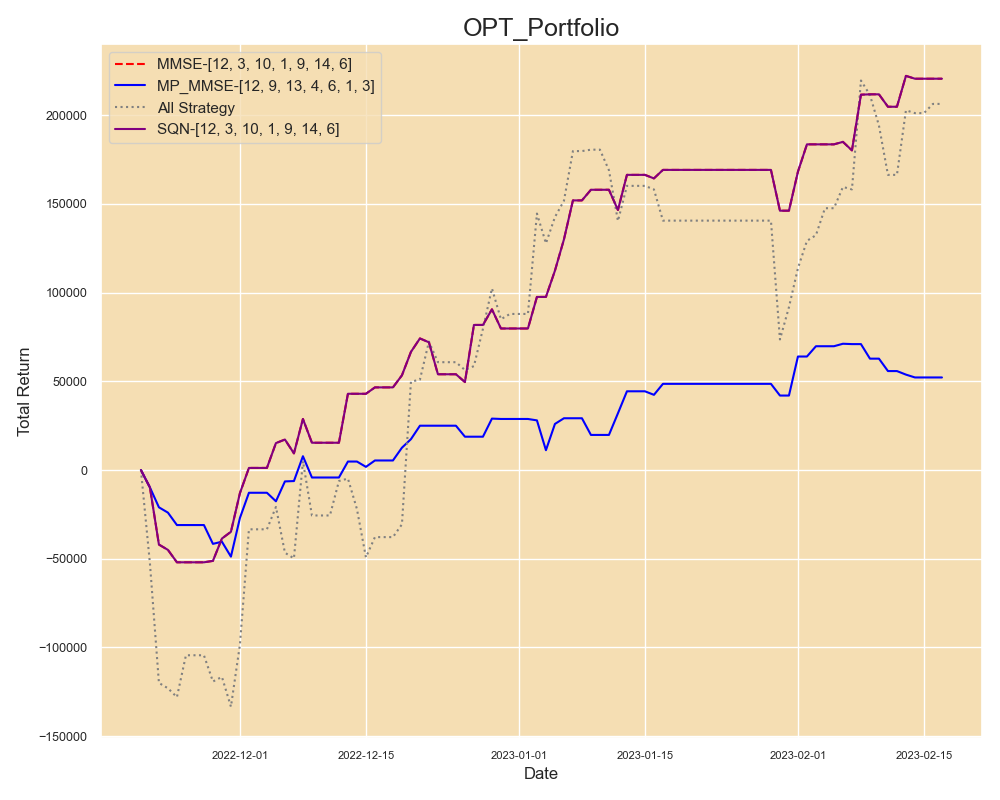 OPT_Portfolio
MMSE-[12, 3, 10, 1, 9, 14, 6]
MP_MMSE-[12, 9, 13, 4, 6, 1, 3]
All Strategy
SQN-[12, 3, 10, 1, 9, 14, 6]
Total Return
200000
150000
100000
50000
0
−50000
−100000
−150000
2022-12-01 2022-12-15 2023-01-01 2023-01-15 2023-02-01 2023-02-15
Date